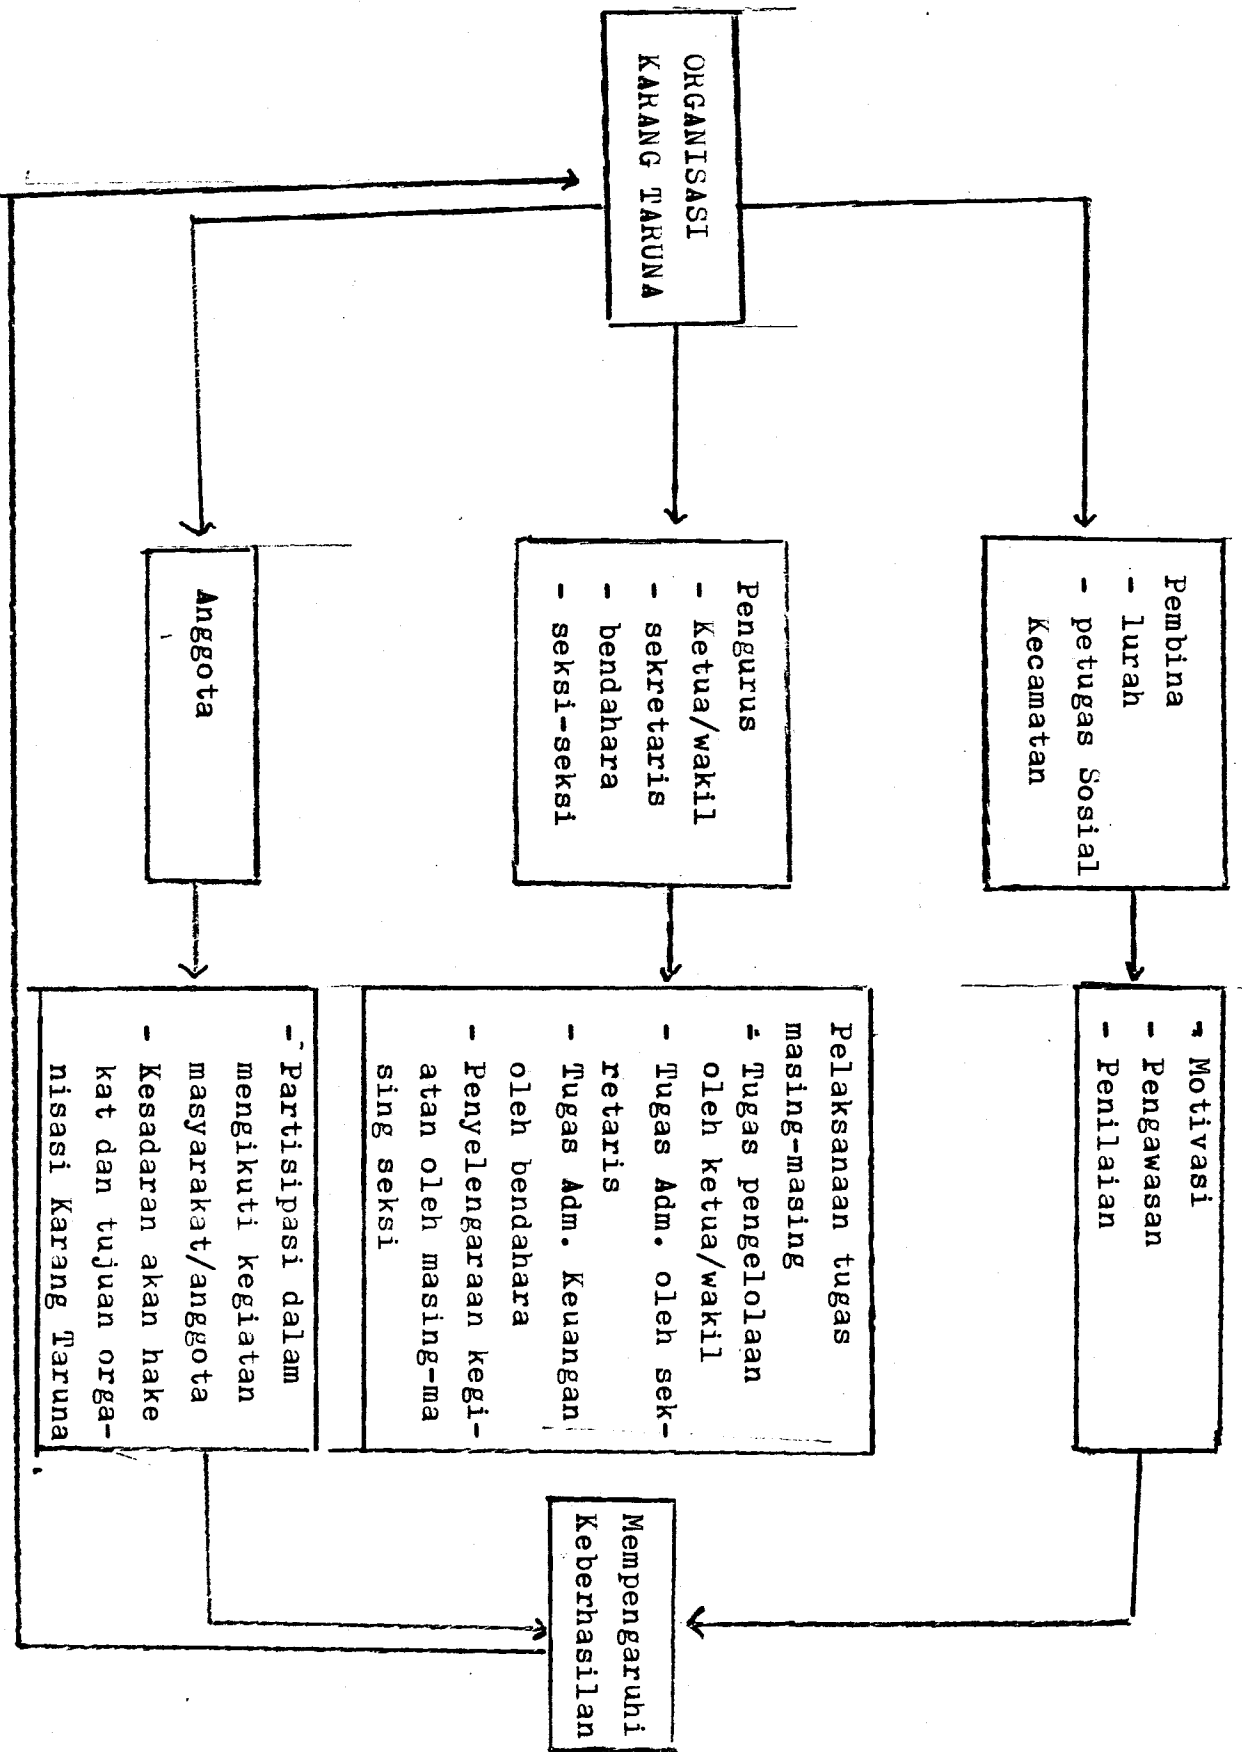 ORGANISASI
KARANG TARUNA
Pembina
- lurah
- petugas Sosial
Kecamatan
- Motivasi
- Pengawasan
- Penilaian
Pengurus
- Ketua/wakil
- sekretaris
- bendahara
- seksi-seksi
Pelaksanaan tugas
masing-masing
- Tugas pengelolaan
oleh ketua/wakil
- Tugas Adm. oleh sek-
retaris
- Tugas Adm. Keuangan
oleh bendahara
- Penyelengaraan kegi-
atan oleh masing-ma
sing seksi
Anggota
- Partisipasi dalam
mengikuti kegiatan
masyarakat/anggota
- Kesadaran akan hake
kat dan tujuan orga-
nisasi Karang Taruna
Mempengaruhi
Keberhasilan